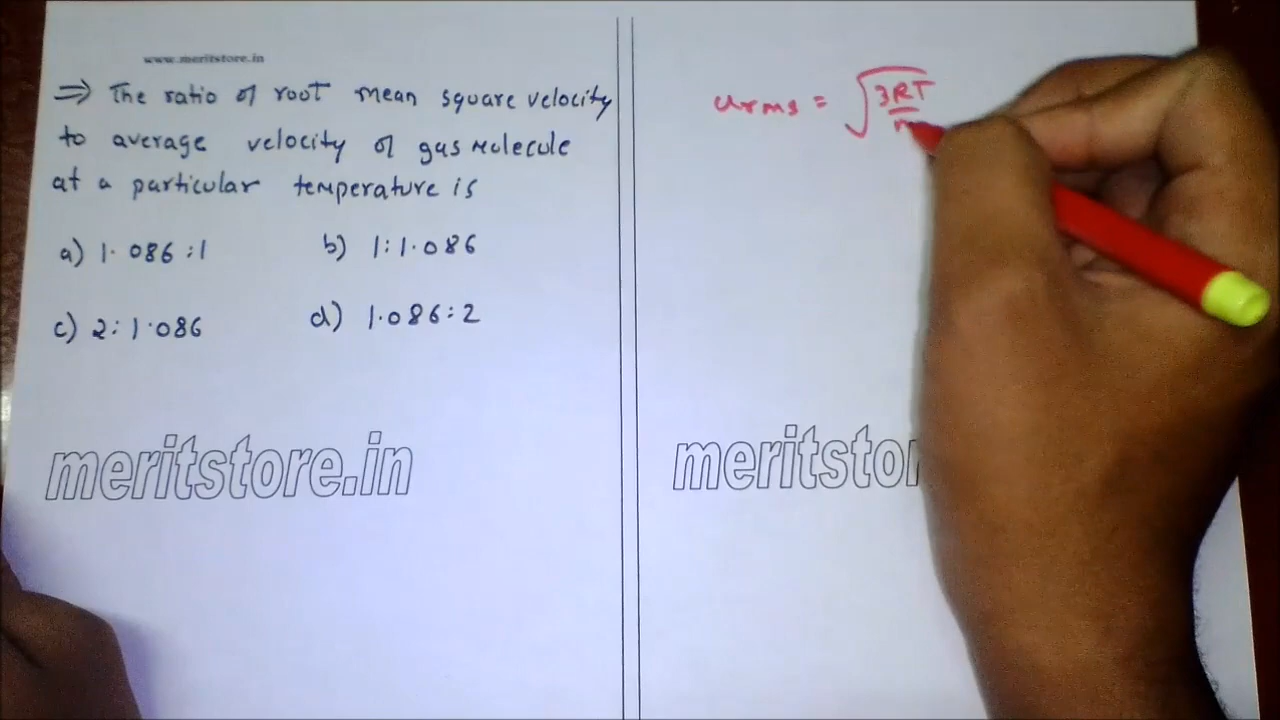 www.meritstore.in
⇒ The ratio of root mean square velocity
to average velocity of gas molecule
at a particular temperature is
a) 1.086 : 1 b) 1 : 1.086
c) 2 : 1.086 d) 1.086 : 2
meritstore.in
urms = √3RT